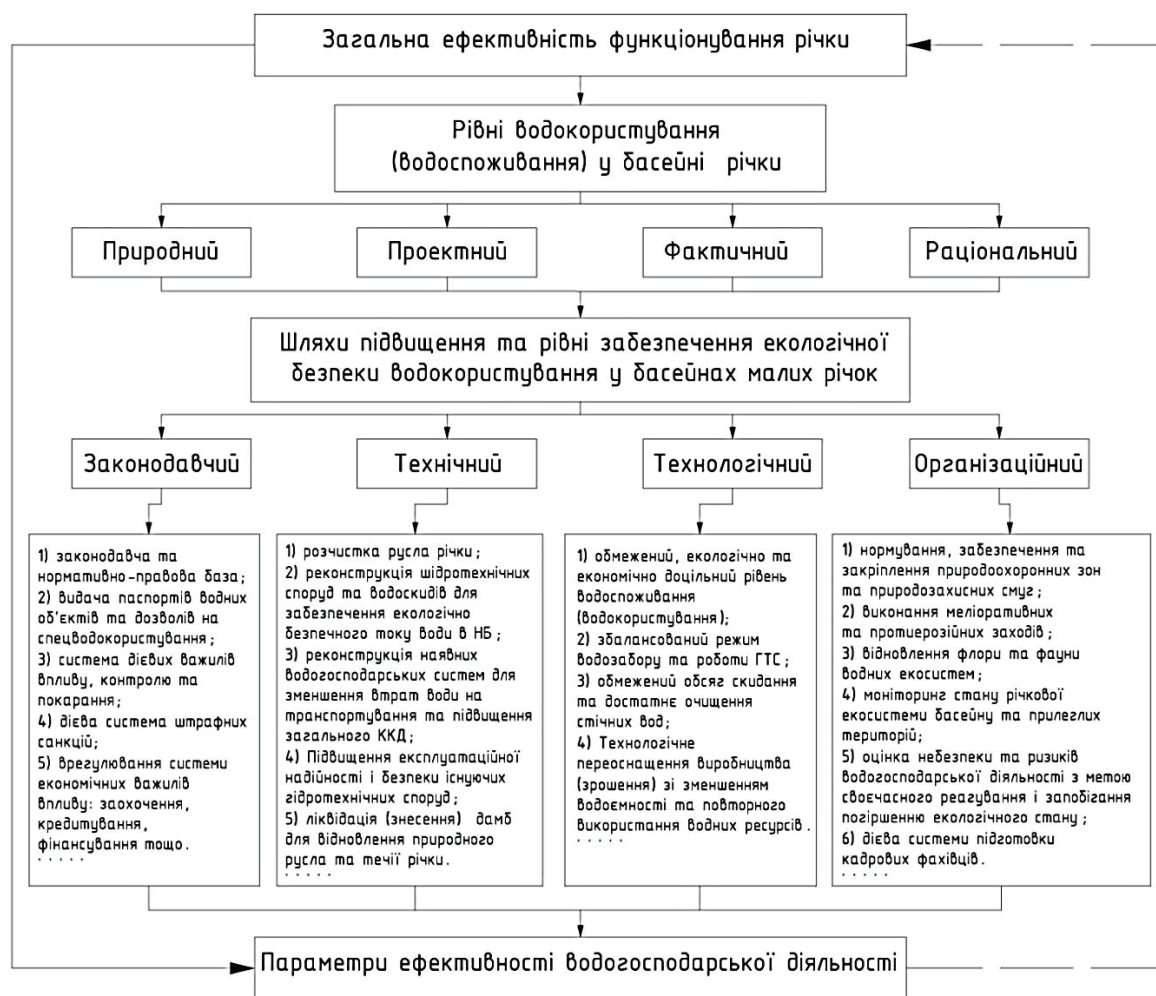 Загальна ефективність функціонування річки
Рівні водокористування
(водоспоживання) у басейні річки
Природний
Проектний
Фактичний
Раціональний
Шляхи підвищення та рівні забезпечення екологічної
безпеки водокористування у басейнах малих річок
Законодавчий
Технічний
Технологічний
Організаційний
1) законодавча та
нормативно-правова база;
2) видача паспортів водних
об'єктів та дозволів на
спецводокористування;
3) система дієвих важилів
впливу, контролю та
покарання;
4) дієва система штрафних
санкцій;
5) врегулювання системи
економічних важилів
впливу: заохочення,
кредитування,
фінансування тощо.
. . . . .
1) розчистка русла річки;
2) реконструкція шідротехнічних
споруд та водоскидів для
забезпечення екологічно
безпечного току води в НБ;
3) реконструкція наявних
водогосподарських систем для
зменшення втрат води на
транспортування та підвищення
загального ККД;
4) Підвищення експлуатаційної
надійності і безпеки існуючих
гідротехнічних споруд;
5) ліквідація (знесення) дамб
для відновлення природного
русла та течії річки.
. . . . .
1) обмежений, екологічно та
економічно доцільний рівень
водоспоживання
(водокористування);
2) збалансований режим
водозабору та роботи ГТС;
3) обмежений обсяг скидання
та достатнє очищення
стічних вод;
4) Технологічне
переоснащення виробництва
(зрошення) зі зменшенням
водоємності та повторного
використання водних ресурсів.
. . . . .
1) нормування, забезпечення та
закріплення природоохоронних зон
та природозахисних смуг;
2) виконання меліоративних
та протиерозійних заходів;
3) відновлення флори та фауни
водних екосистем;
4) моніторинг стану річкової
екосистеми басейну та прилеглих
територій;
5) оцінка небезпеки та ризиків
водогосподарської діяльності з метою
своєчасного реагування і запобігання
погіршенню екологічного стану;
6) дієва системи підготовки
кадрових фахівців.
. . . . .
Параметри ефективності водогосподарської діяльності